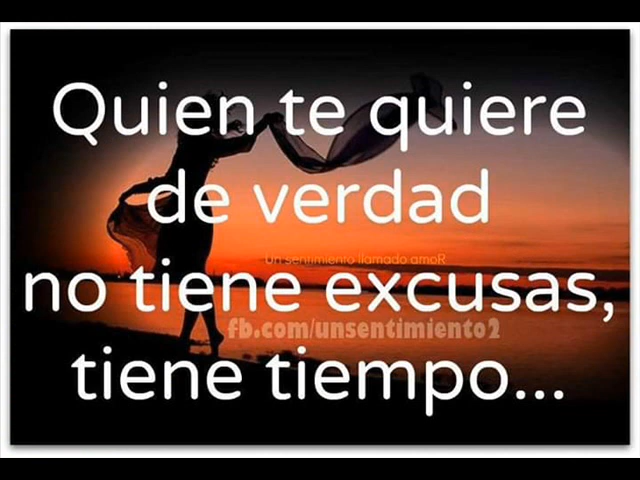 Quien te quiere
de verdad
un sentimiento llamado amoR
no tiene excusas,
fb.com/unsentimiento2
tiene tiempo...